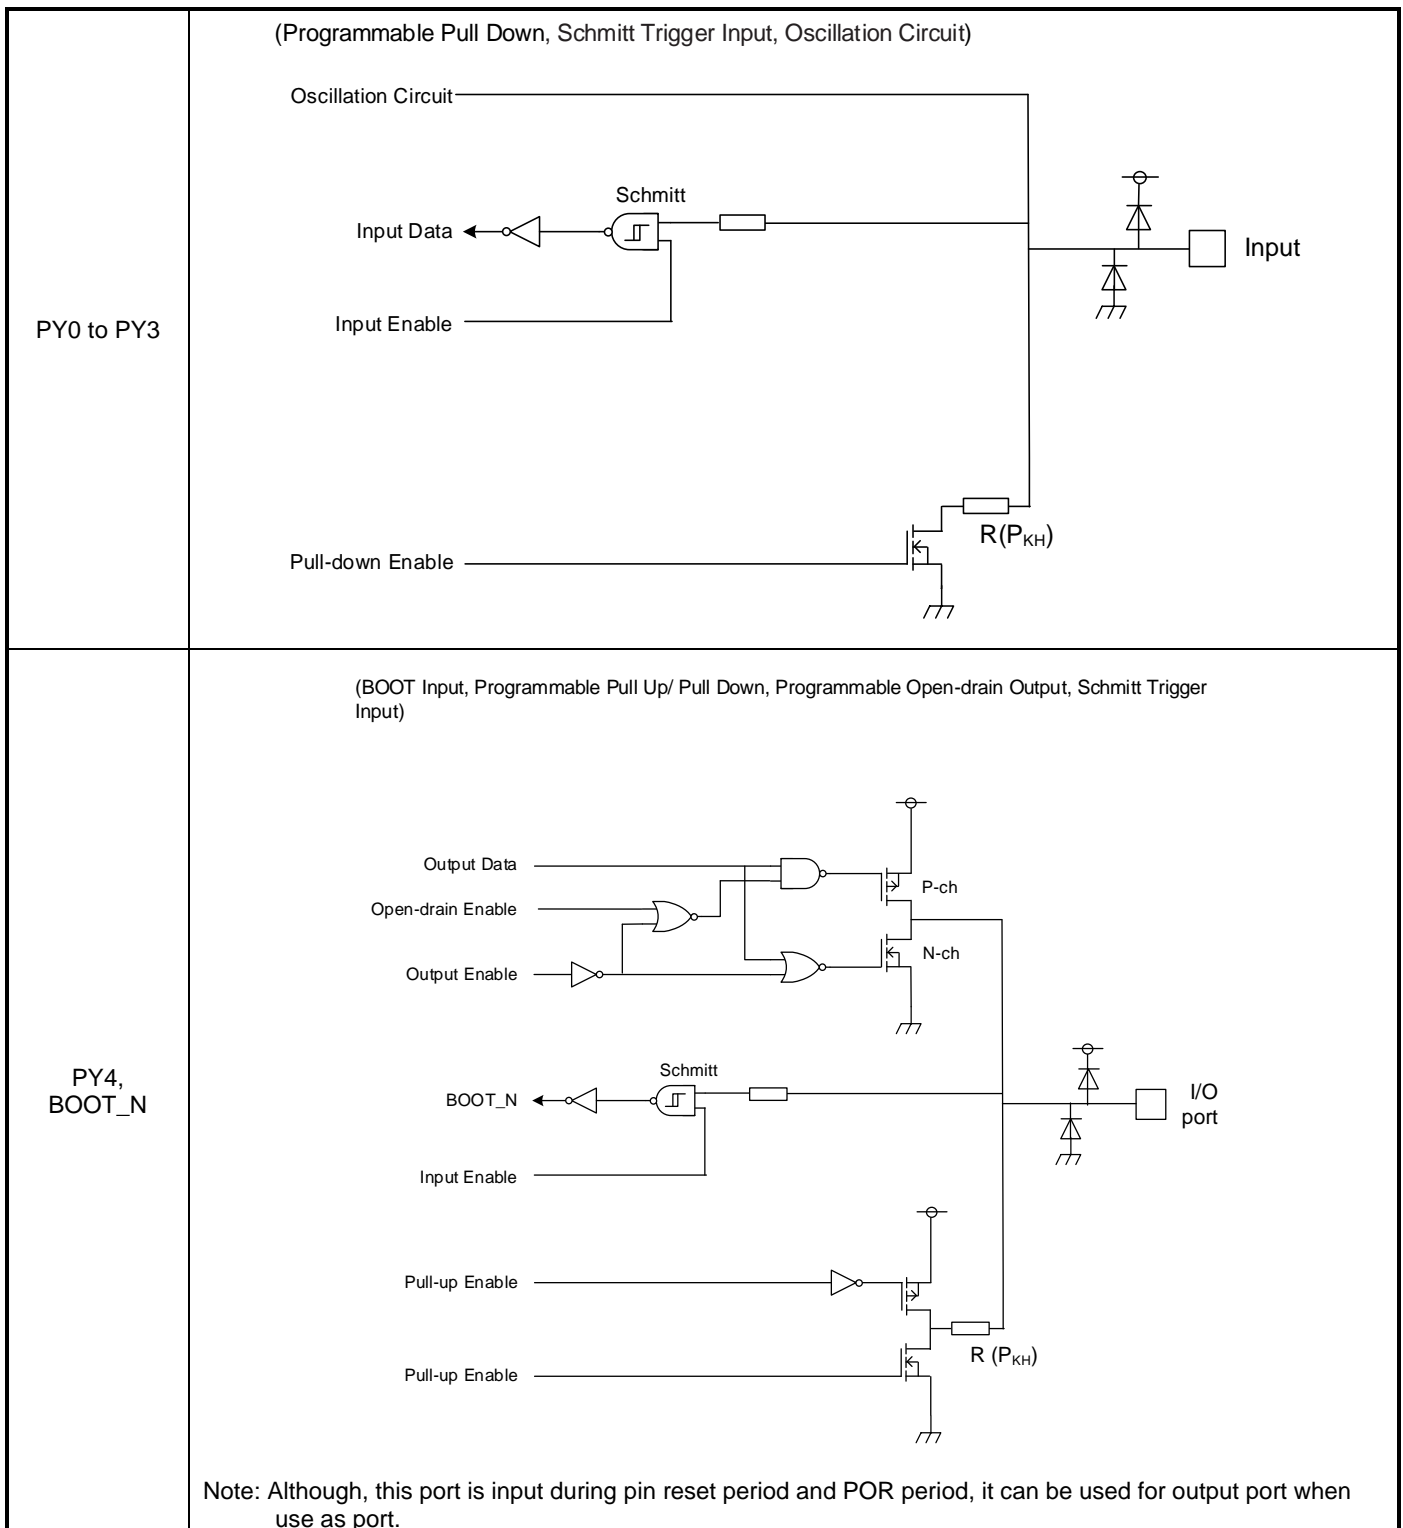 (Programmable Pull Down, Schmitt Trigger Input, Oscillation Circuit)
Oscillation Circuit
Schmitt
Input Data
Input
Input Enable
PY0 to PY3
R(PKH)
Pull-down Enable
(BOOT Input, Programmable Pull Up/ Pull Down, Programmable Open-drain Output, Schmitt Trigger
Input)
Output Data
P-ch
Open-drain Enable
N-ch
Output Enable
PY4,
BOOT_N
Schmitt
BOOT_N
I/O
port
Input Enable
Pull-up Enable
R (PKH)
Pull-up Enable
Note: Although, this port is input during pin reset period and POR period, it can be used for output port when
use as port.